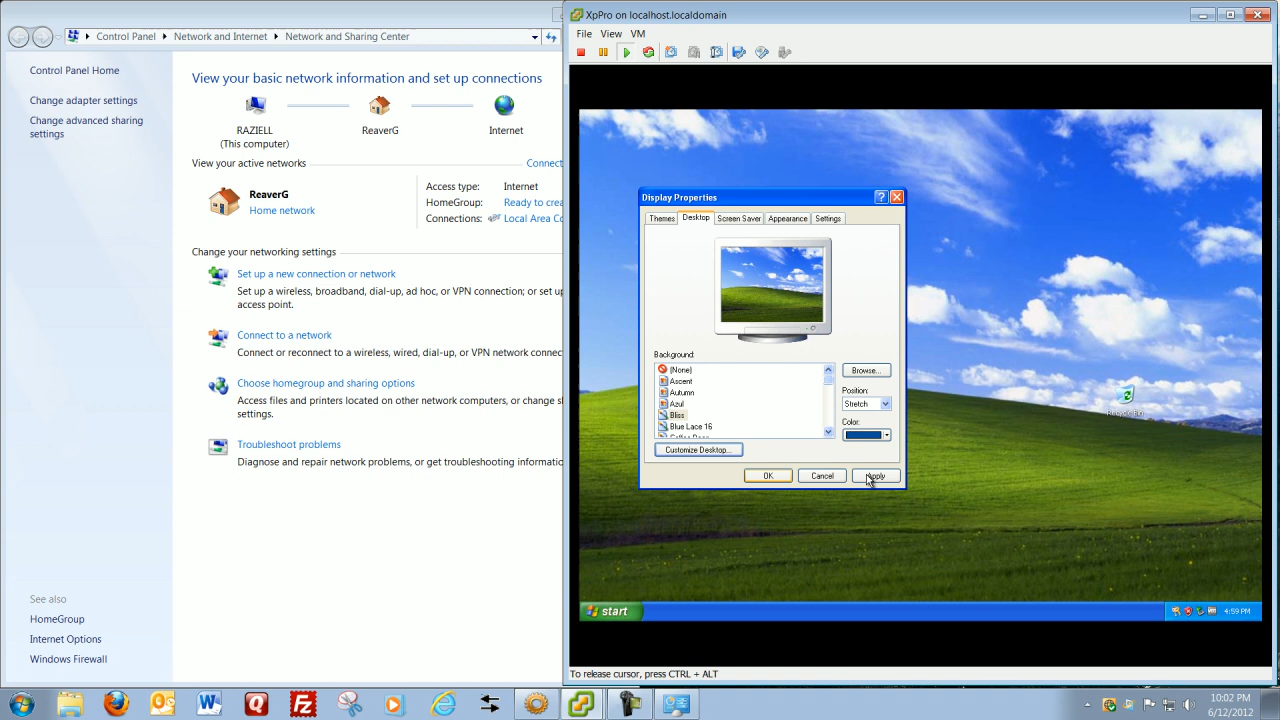 Control Panel
Network and Internet
Network and Sharing Center
Control Panel Home
Change adapter settings
Change advanced sharing
settings
See also
HomeGroup
Internet Options
Windows Firewall
View your basic network information and set up connections
RAZIELL
(This computer)
ReaverG
Internet
View your active networks
Connect
ReaverG
Home network
Access type: Internet
HomeGroup: Ready to crea
Connections: Local Area Co
Change your networking settings
Set up a new connection or network
Set up a wireless, broadband, dial-up, ad hoc, or VPN connection; or set up
access point.
Connect to a network
Connect or reconnect to a wireless, wired, dial-up, or VPN network connec
Choose homegroup and sharing options
Access files and printers located on other network computers, or change s
settings.
Troubleshoot problems
Diagnose and repair network problems, or get troubleshooting informatio
XpPro on localhost.localdomain
File View VM
Display Properties
Themes Desktop Screen Saver Appearance Settings
Background:
(None)
Ascent
Autumn
Azul
Bliss
Blue Lace 16
Browse...
Position:
Stretch
Color:
Customize Desktop...
OK Cancel Apply
Recycle Bin
start
4:59 PM
To release cursor, press CTRL + ALT
10:02 PM
6/12/2012